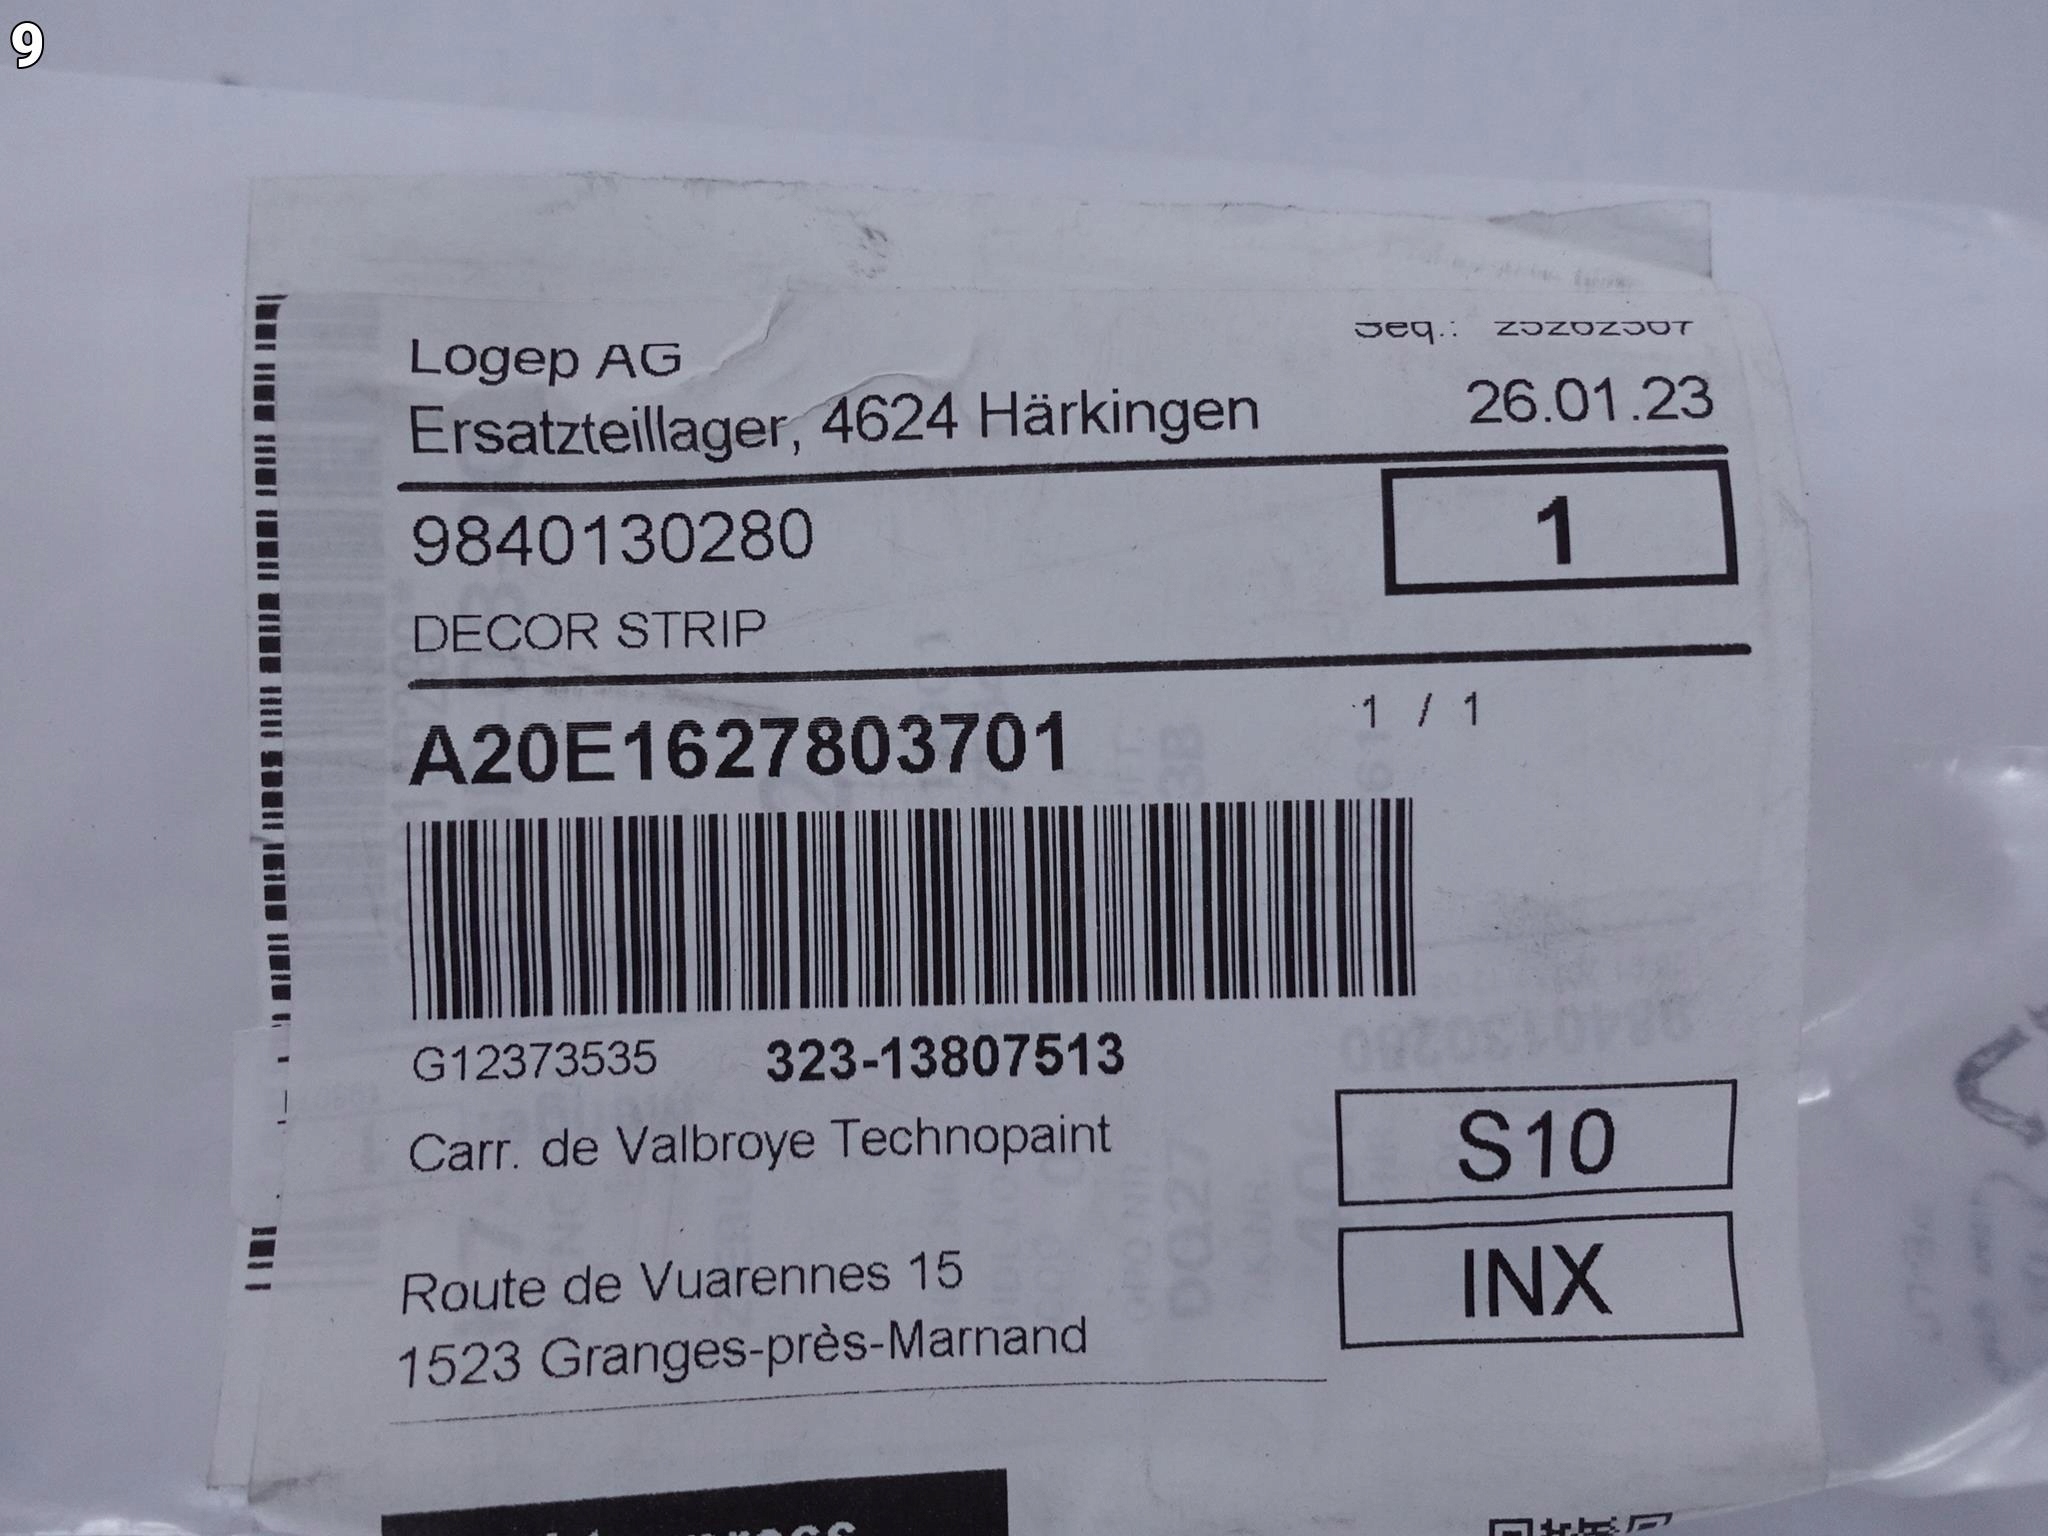 9
Seq.:
Logep AG
Ersatzteillager, 4624 Härkingen 26.01.23
9840130280 1
DECOR STRIP
A20E1627803701 1 / 1
G12373535 323-13807513
Carr. de Valbroye Technopaint S10
Route de Vuarennes 15 INX
1523 Granges-près-Marnand